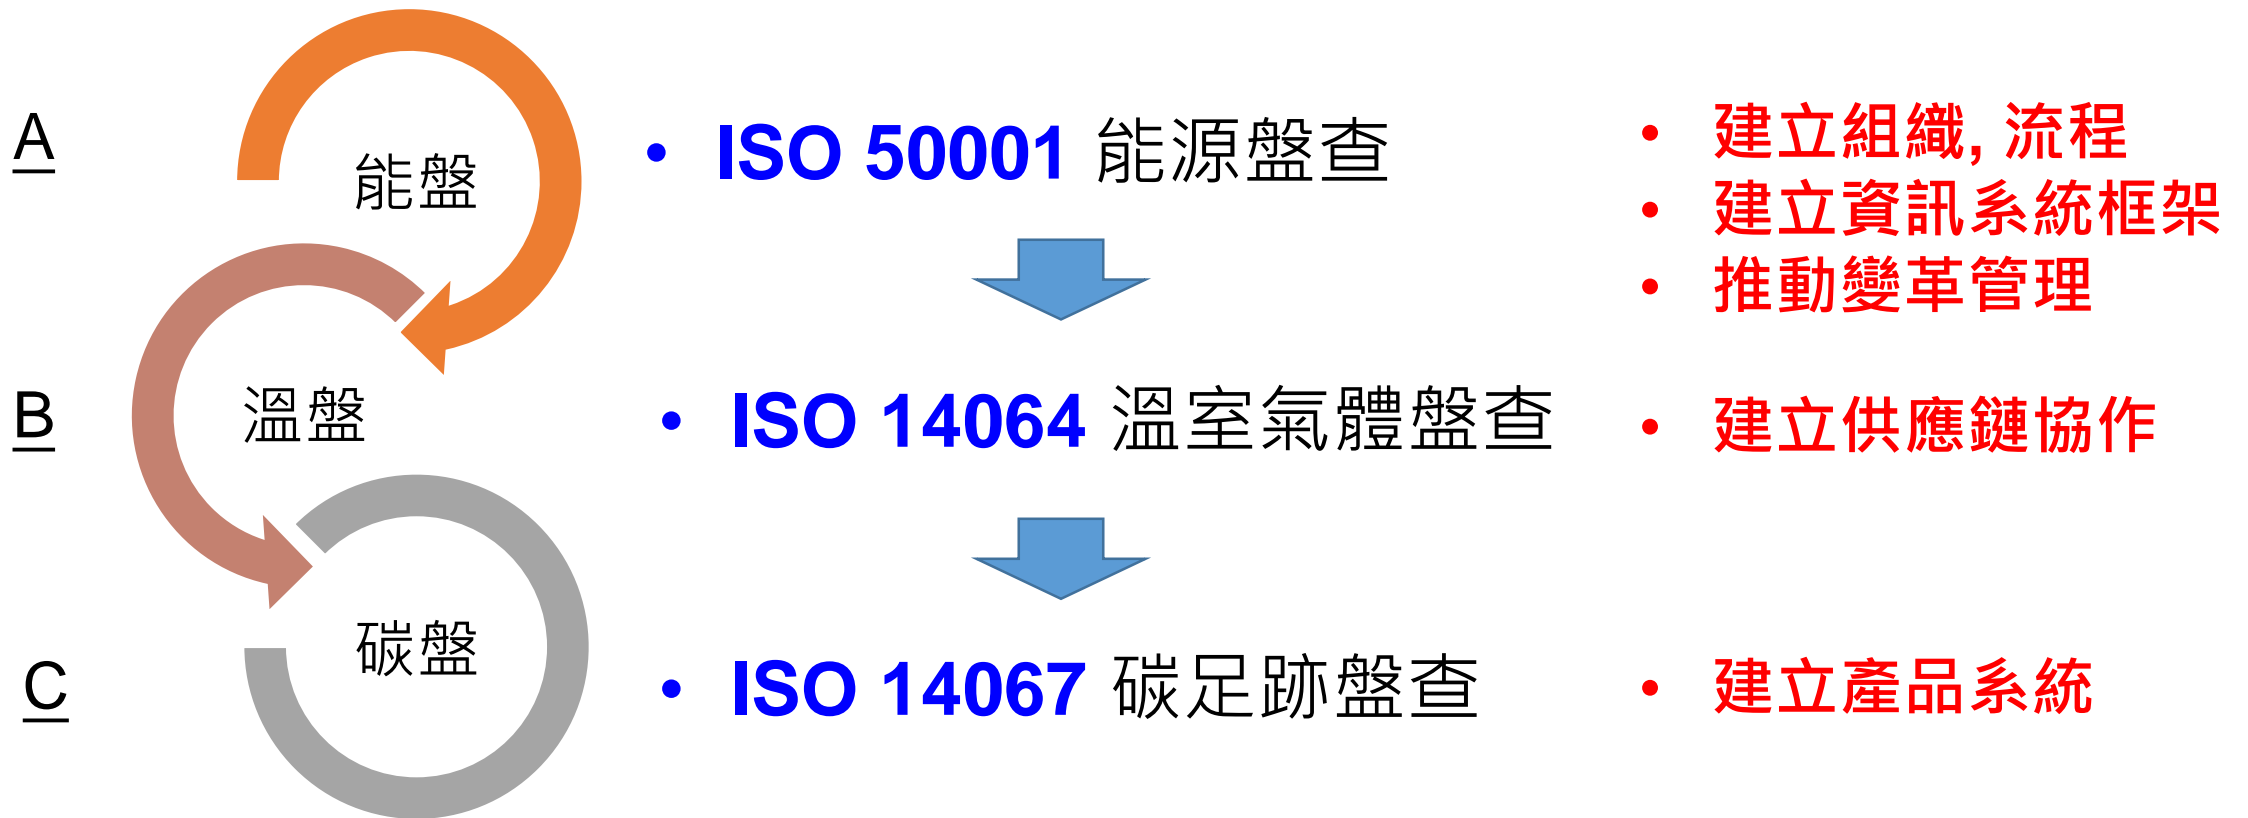 A
能盤
• ISO 50001 能源盤查
• 建立組織, 流程
• 建立資訊系統框架
• 推動變革管理
B
溫盤
• ISO 14064 溫室氣體盤查
• 建立供應鏈協作
C
碳盤
• ISO 14067 碳足跡盤查
• 建立產品系統